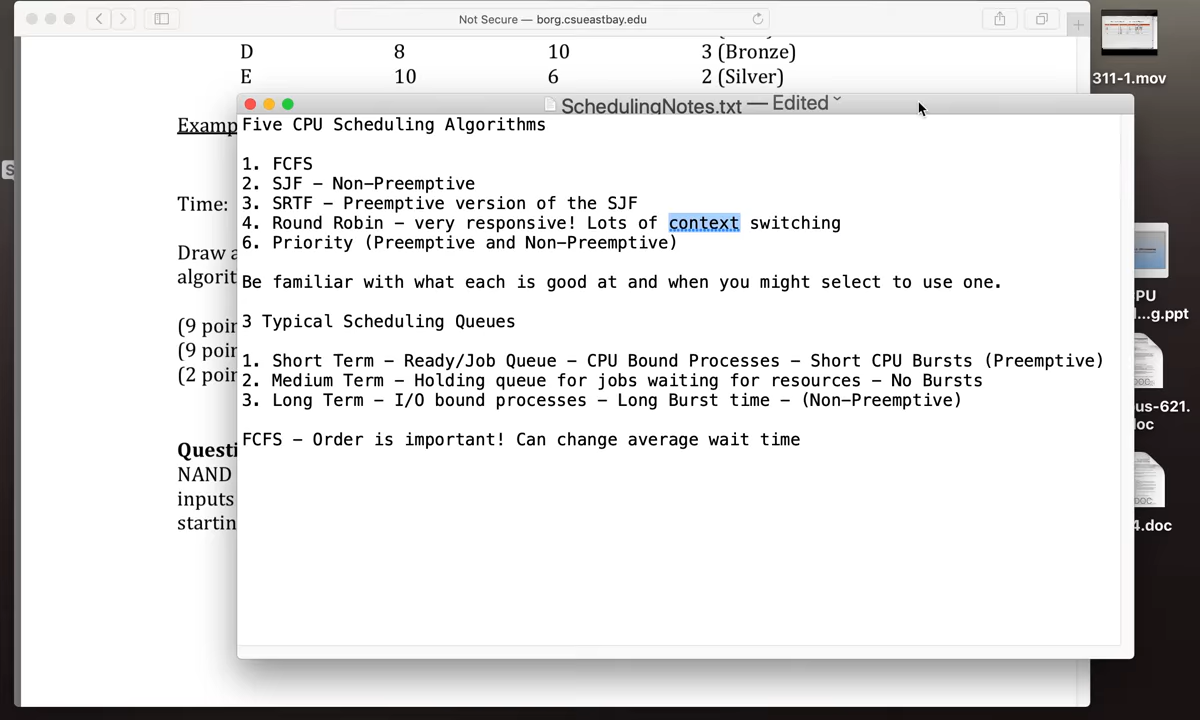 Not Secure — borg.csueastbay.edu
D 8 10 3 (Bronze)
E 10 6 2 (Silver)
311-1.mov
SchedulingNotes.txt — Edited
Examp
Five CPU Scheduling Algorithms
1. FCFS
2. SJF – Non-Preemptive
3. SRTF – Preemptive version of the SJF
Time:
4. Round Robin – very responsive! Lots of context switching
6. Priority (Preemptive and Non-Preemptive)
Draw a
algorit
Be familiar with what each is good at and when you might select to use one.
PU
...g.ppt
3 Typical Scheduling Queues
(9 poin
(9 poin
(2 poin
1. Short Term – Ready/Job Queue – CPU Bound Processes – Short CPU Bursts (Preemptive)
2. Medium Term – Holding queue for jobs waiting for resources – No Bursts
3. Long Term – I/O bound processes – Long Burst time – (Non-Preemptive)
us-621.
oc
FCFS – Order is important! Can change average wait time
Questi
NAND
inputs
startin
4.doc